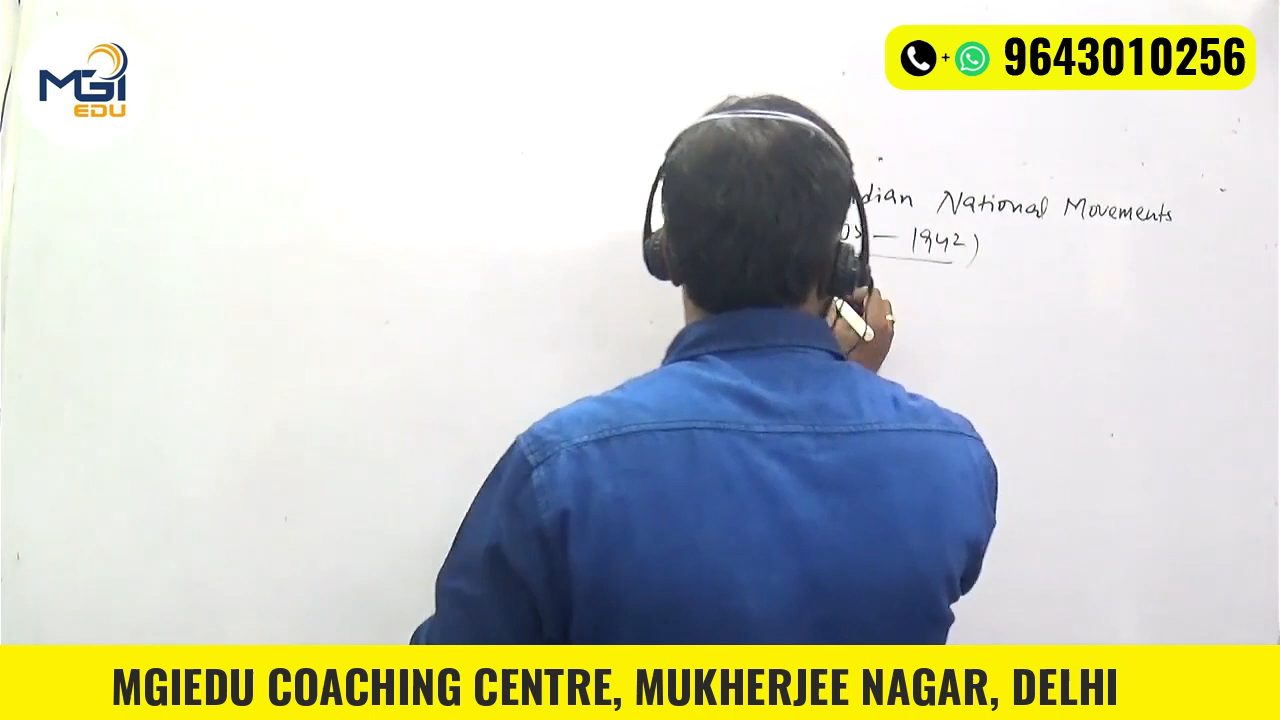 MGI
EDU
+ 9643010256
dian National Movements
— 1942)
MGIEDU COACHING CENTRE, MUKHERJEE NAGAR, DELHI